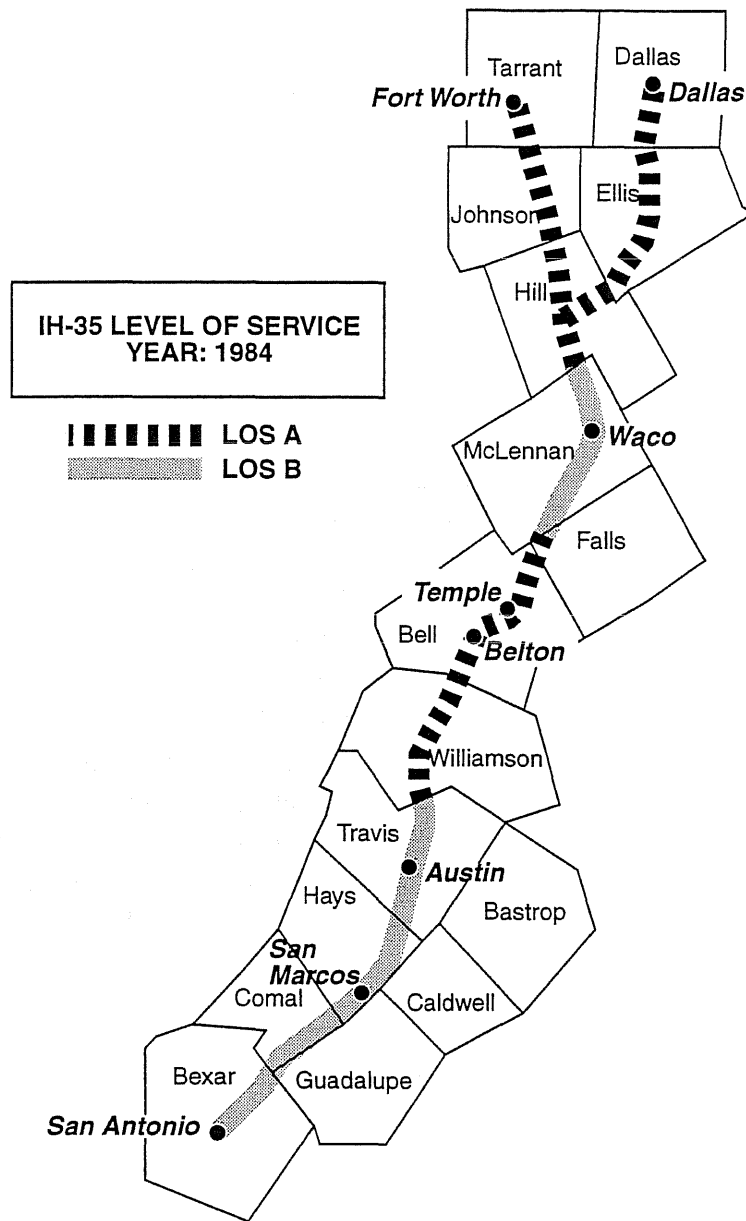 Tarrant
Dallas
Fort Worth
Dallas
Johnson
Ellis
Hill
IH-35 LEVEL OF SERVICE
YEAR: 1984
LOS A
LOS B
Waco
McLennan
Falls
Temple
Bell
Belton
Williamson
Travis
Austin
Hays
Bastrop
San
Marcos
Comal
Caldwell
Bexar
Guadalupe
San Antonio